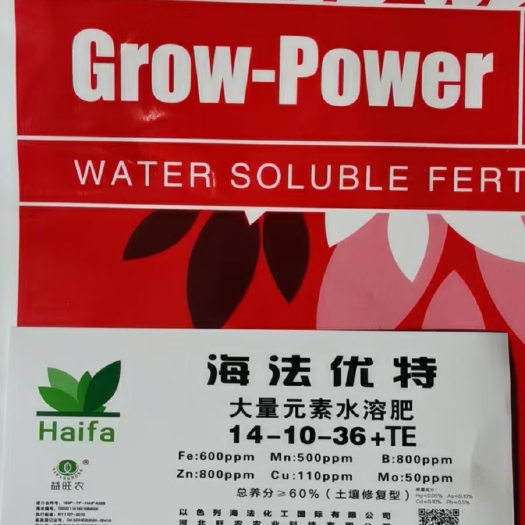 Grow-Power
WATER SOLUBLE FERT
海法优特
大量元素水溶肥
14-10-36+TE
Haifa
Fe:600ppm Mn:500ppm B:800ppm
Zn:800ppm Cu:110ppm Mo:50ppm
益旺农
总养分≥60%(土壤修复型)
以色列海法化工国际有限公司